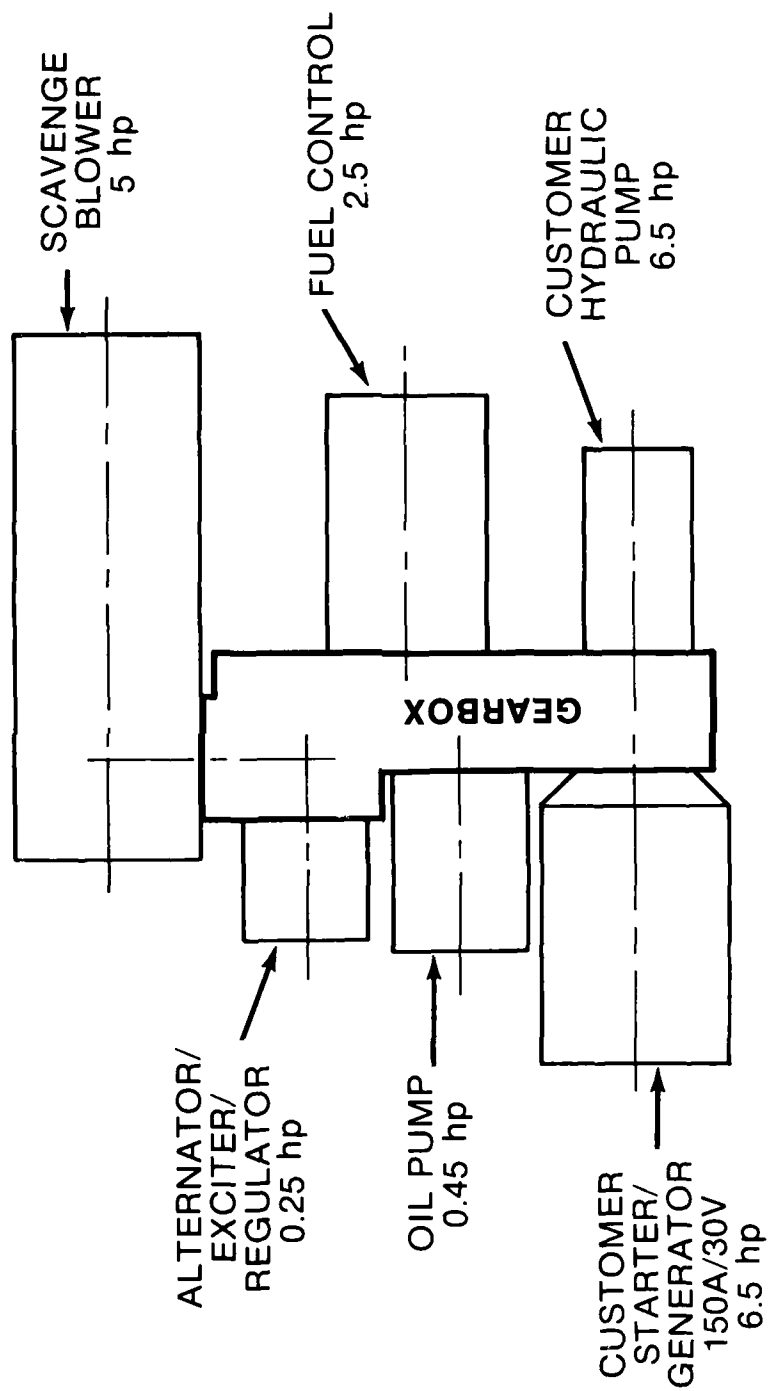 SCAVENGE
BLOWER
5 hp
FUEL CONTROL
2.5 hp
CUSTOMER
HYDRAULIC
PUMP
6.5 hp
GEARBOX
ALTERNATOR/
EXCITER/
REGULATOR
0.25 hp
OIL PUMP
0.45 hp
CUSTOMER
STARTER/
GENERATOR
150A/30V
6.5 hp